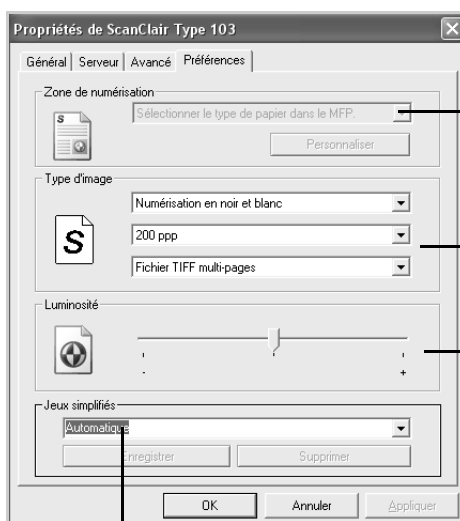 Propriétés de ScanClair Type 103
Général Serveur Avancé Préférences
Zone de numérisation
Sélectionner le type de papier dans le MFP.
Personnaliser
Type d'image
Numérisation en noir et blanc
200 ppp
Fichier TIFF multi-pages
Luminosité
- +
Jeux simplifiés
Automatique
Enregistrer Supprimer
OK Annuler Appliquer